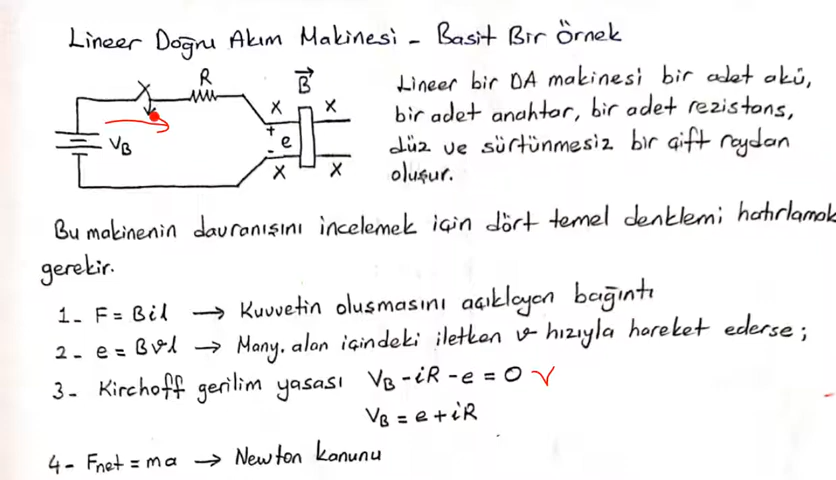 Lineer Doğru Akım Makinesi - Basit Bir Örnek
R
B
VB
+
e
-
X X
X X
Lineer bir DA makinesi bir adet akü,
bir adet anahtar, bir adet rezistans,
düz ve sürtünmesiz bir çift raydan
oluşur.
Bu makinenin davranışını incelemek için dört temel denklemi hatırlamak
gerekir.
1- F = Bil → Kuvvetin oluşmasını açıklayan bağıntı
2- e = Bvl → Many. alan içindeki iletken v hızıyla hareket ederse;
3- Kirchoff gerilim yasası VB - iR - e = 0
VB = e + iR
4- Fnet = ma → Newton kanunu